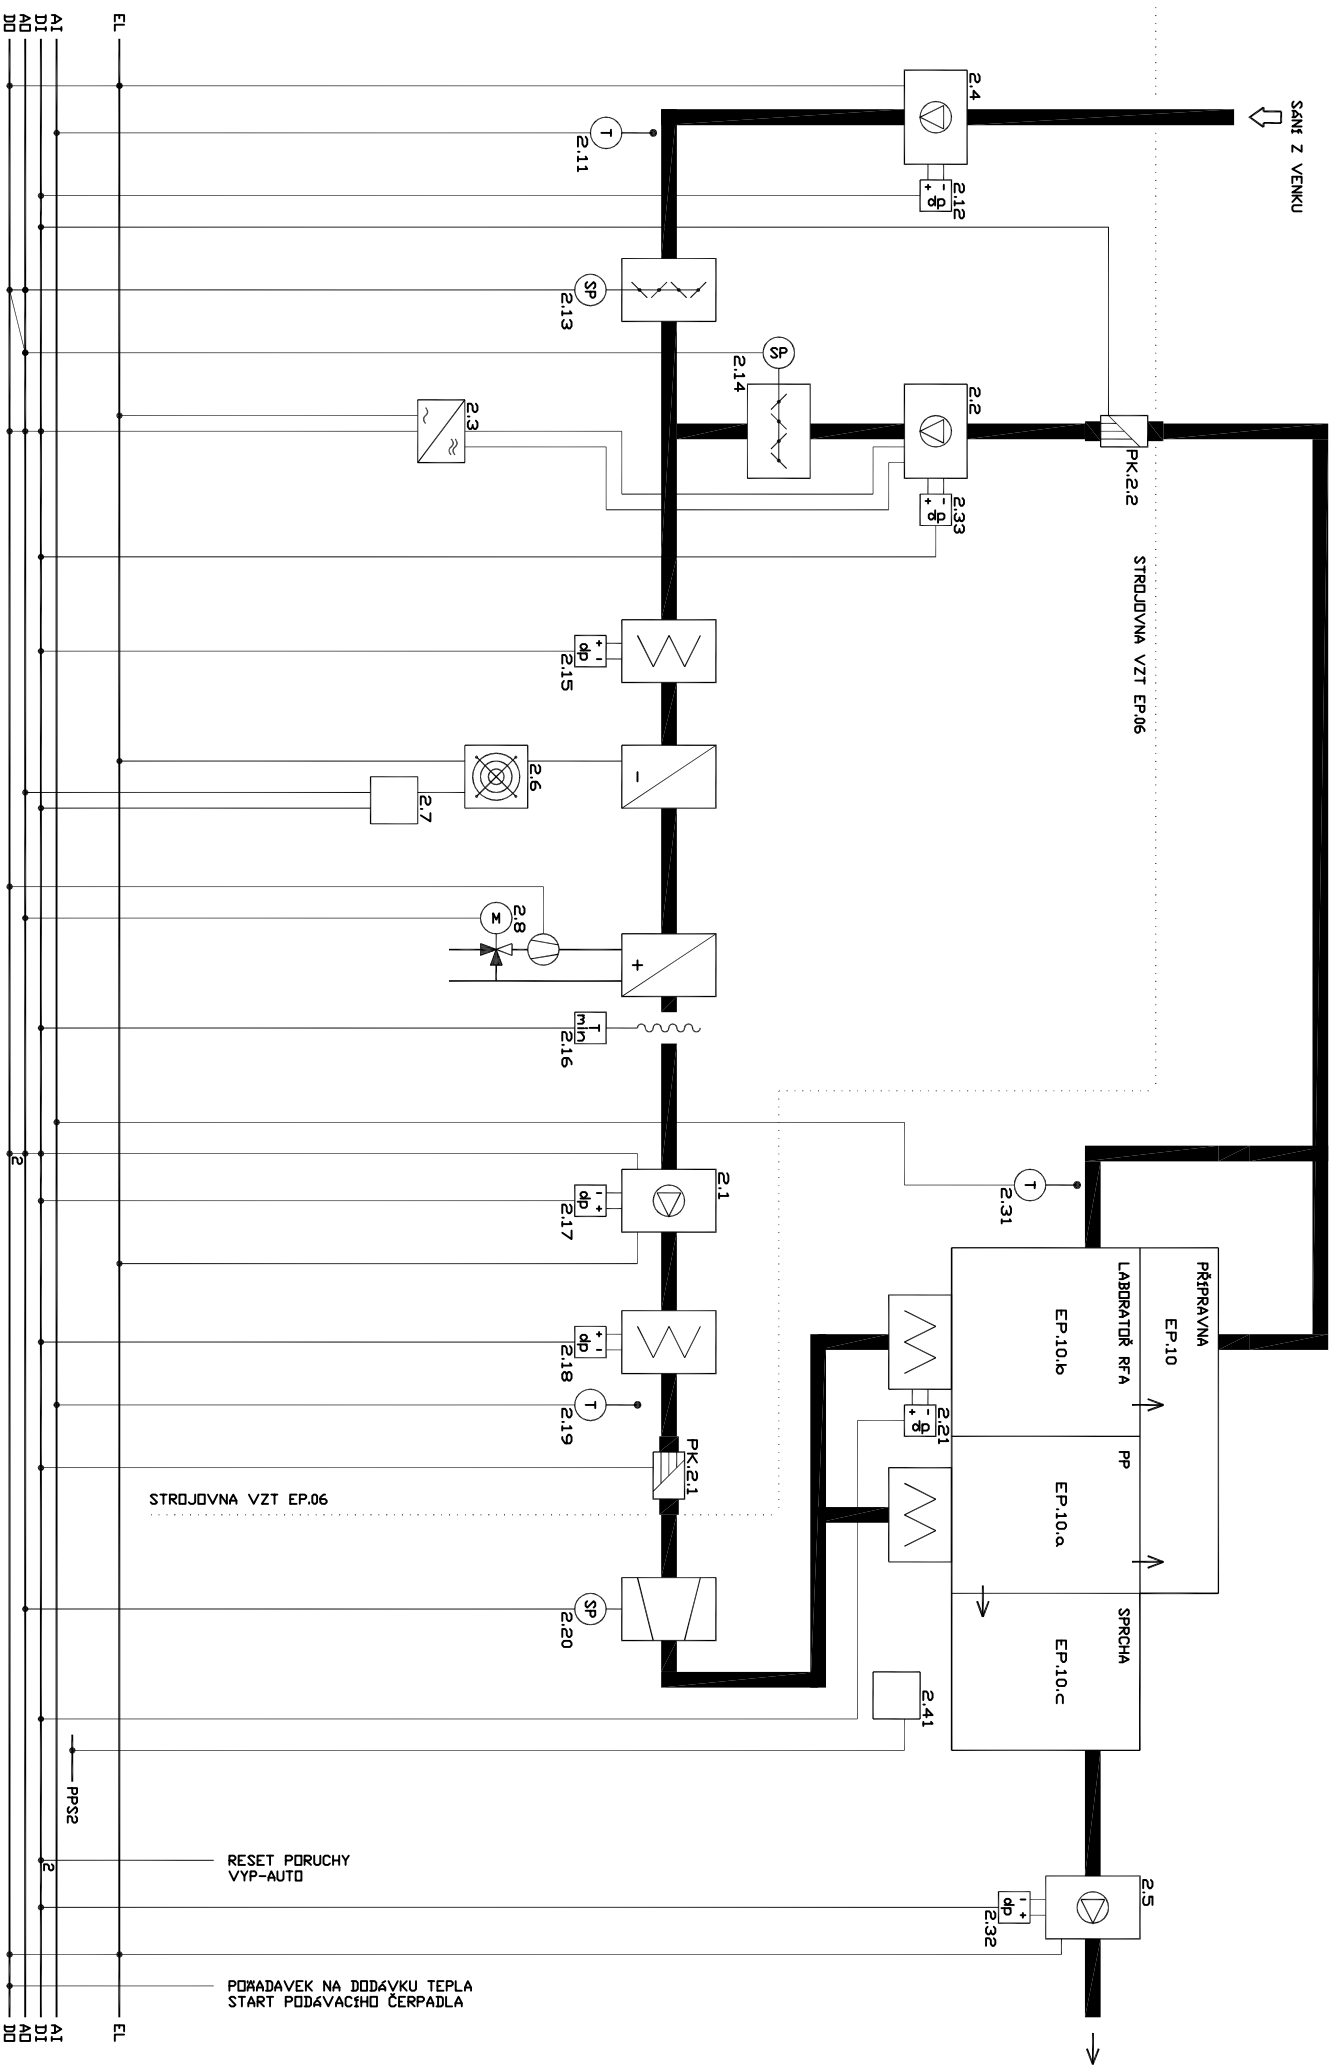 SÁNÍ Z VENKU
STROJOVNA VZT EP.06
2.4
dp
- +
2.12
T
2.11
SP
2.13
SP
2.14
2.2
PK.2.2
dp
- +
2.33
~
≋
2.3
dp
+ -
2.15
-
2.6
2.7
+
M
2.8
T
min
2.16
T
2.31
2.1
dp
- +
2.17
dp
+ -
2.18
T
2.19
PK.2.1
STROJOVNA VZT EP.06
SP
2.20
PŘÍPRAVNA
EP.10
LABORATOŘ RFA
EP.10.b
PP
EP.10.a
SPRCHA
EP.10.c
dp
- +
2.21
2.41
PPS2
2.5
dp
- +
2.32
RESET PORUCHY
VYP-AUTO
2
2
POÄADAVEK NA DODÁVKU TEPLA
START PODÁVACÍHO ČERPADLA
EL
AI
DI
AO
DO
EL
AI
DI
AO
DO